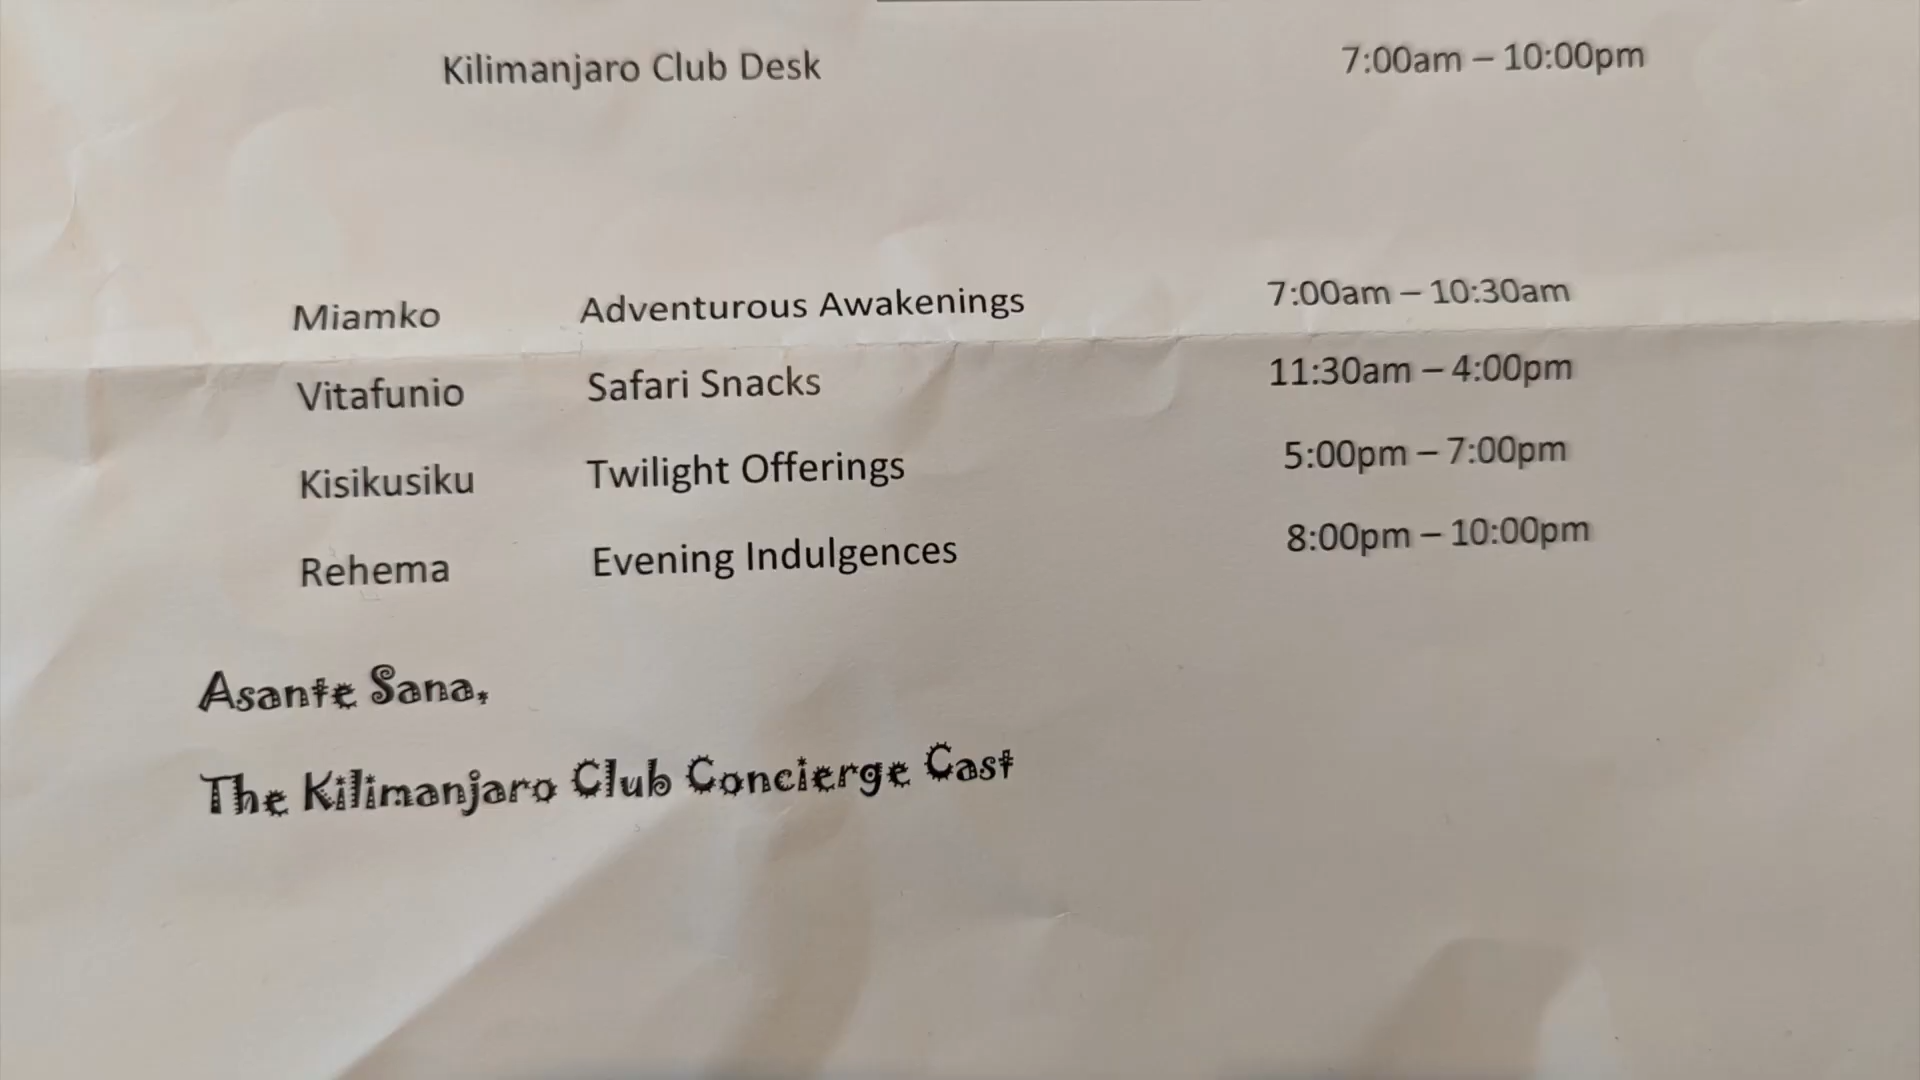 Kilimanjaro Club Desk 7:00am – 10:00pm
Miamko Adventurous Awakenings 7:00am – 10:30am
Vitafunio Safari Snacks 11:30am – 4:00pm
Kisikusiku Twilight Offerings 5:00pm – 7:00pm
Rehema Evening Indulgences 8:00pm – 10:00pm
Asante Sana,
The Kilimanjaro Club Concierge Cast